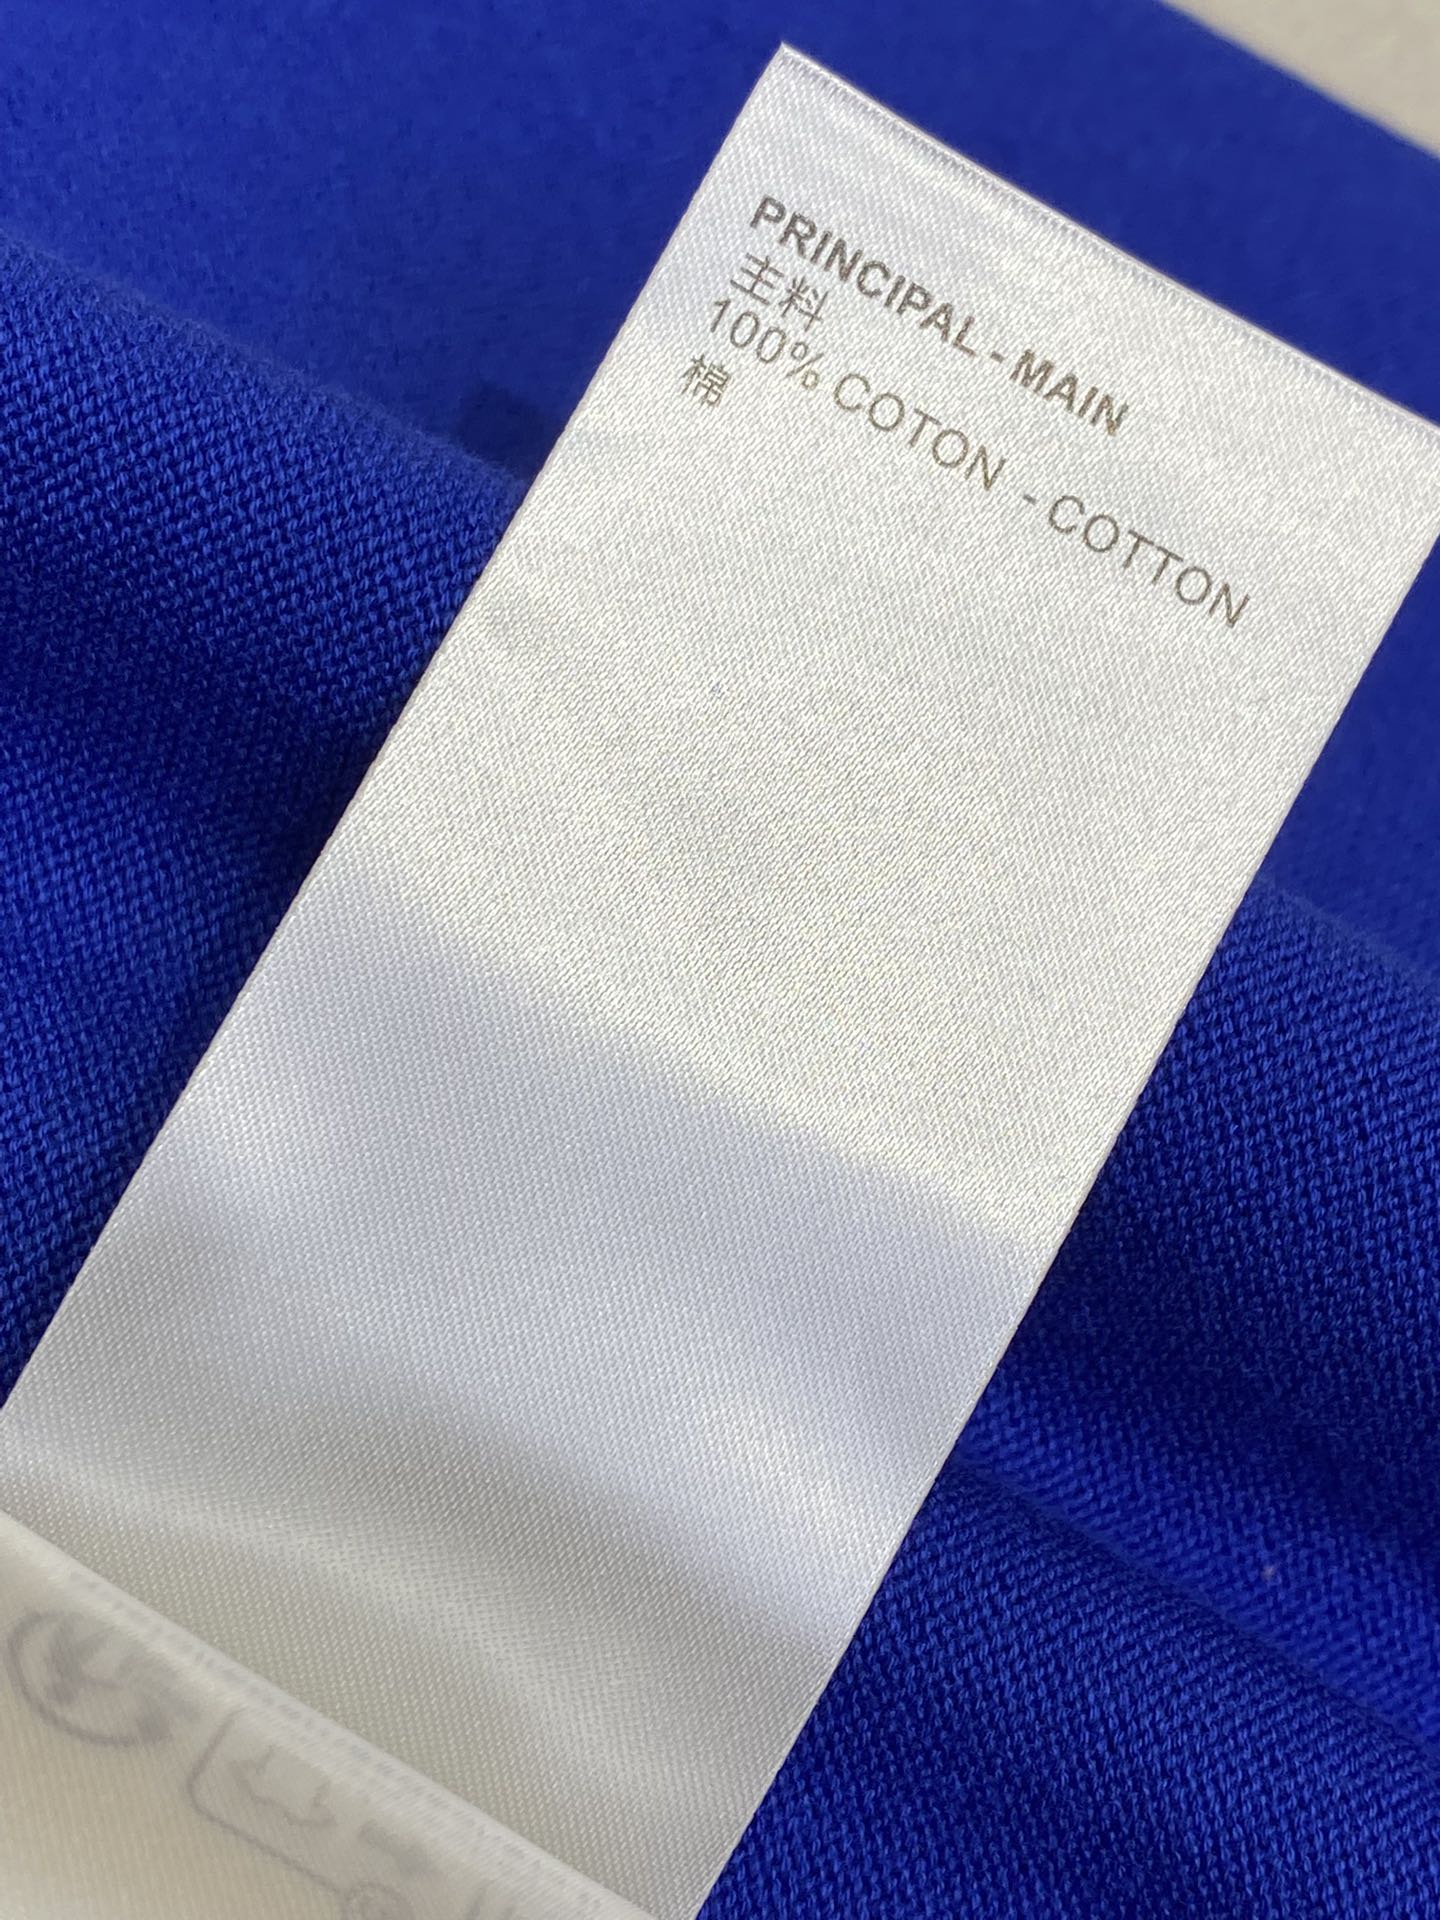 PRINCIPAL - MAIN
主料
100% COTON - COTTON
棉